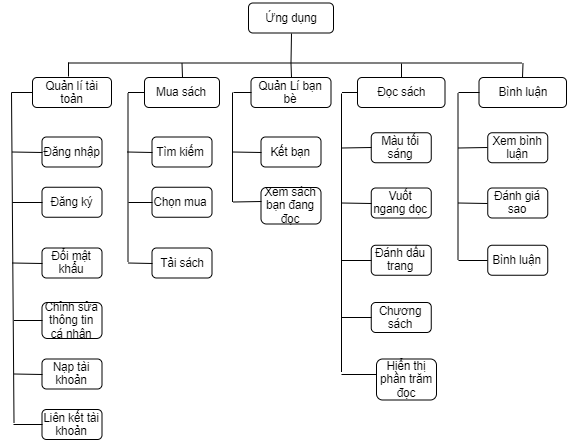 Ứng dụng
Quản lí tài
toản
Mua sách
Quản Lí bạn
bè
Đọc sách
Bình luận
Đăng nhập
Đăng ký
Đổi mật
khẩu
Chỉnh sửa
thông tin
cá nhân
Nạp tài
khoản
Liên kết tài
khoản
Tìm kiếm
Chọn mua
Tải sách
Kết bạn
Xem sách
bạn đang
đọc
Màu tối
sáng
Vuốt
ngang dọc
Đánh dấu
trang
Chương
sách
Hiển thị
phần trăm
đọc
Xem bình
luận
Đánh giá
sao
Bình luận